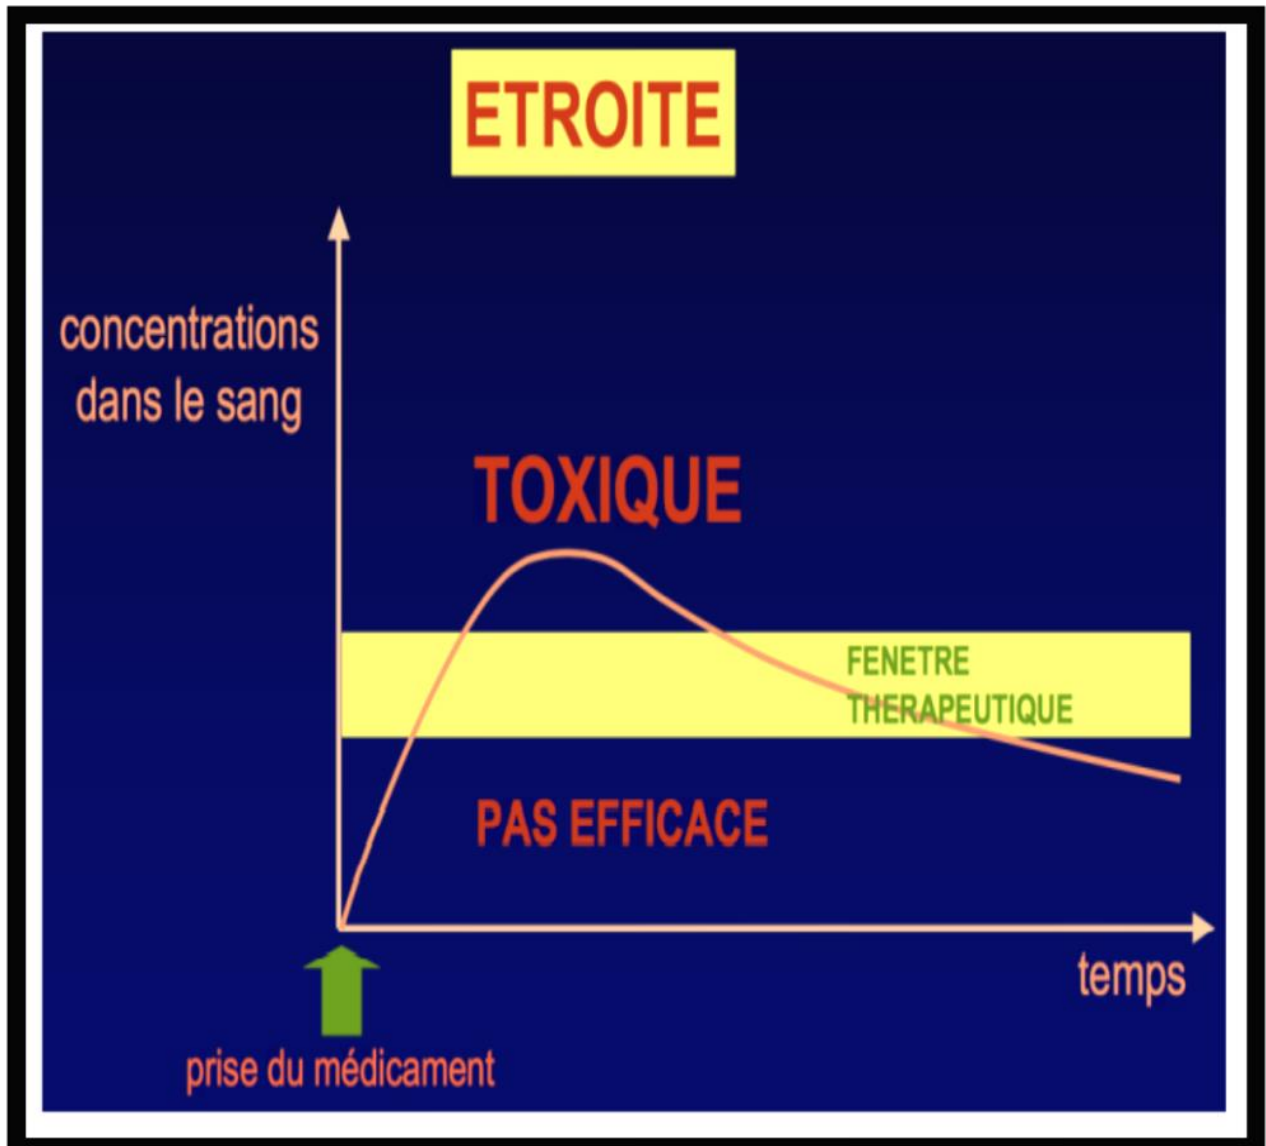 ETROITE
concentrations
dans le sang
TOXIQUE
FENETRE
THERAPEUTIQUE
PAS EFFICACE
temps
prise du médicament